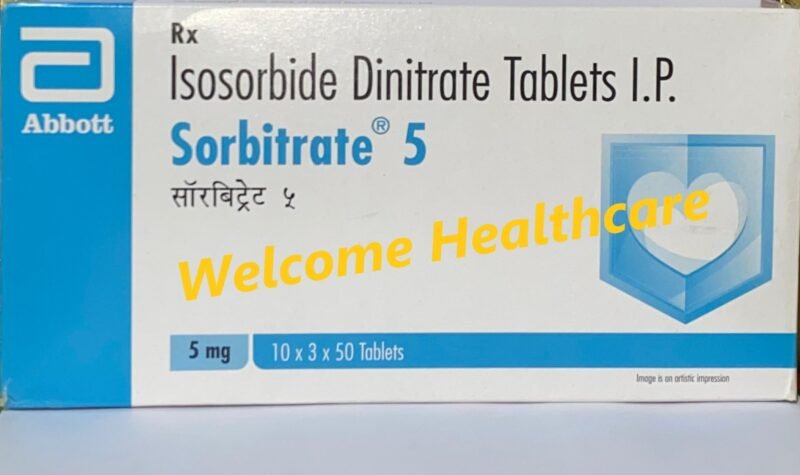 Abbott
Rx
Isosorbide Dinitrate Tablets I.P.
Sorbitrate® 5
सॉरबिट्रेट ५
Welcome Healthcare
5 mg
10 x 3 x 50 Tablets
Image is an artistic impression